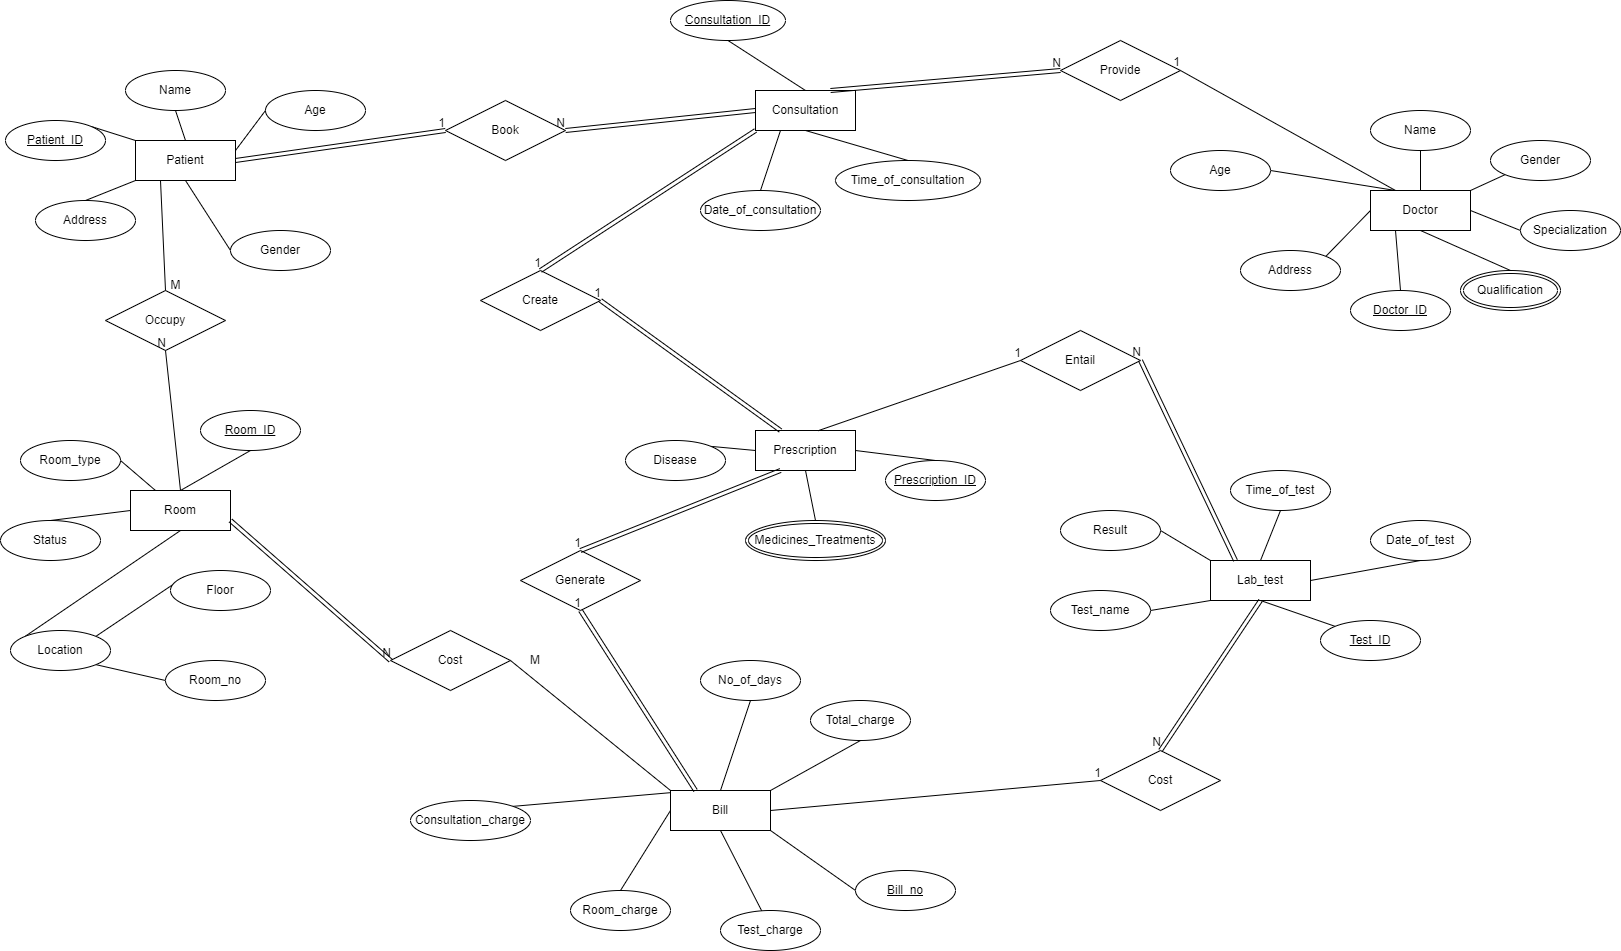 Consultation_ID
N
Provide
1
Name
Age
Patient_ID
Consultation
1
Book
N
Patient
Name
Gender
Age
Time_of_consultation
Date_of_consultation
Address
Gender
Doctor
Specialization
Address
Qualification
Doctor_ID
1
1
Create
M
Occupy
N
1
Entail
N
Room_ID
Room_type
Disease
Prescription
Prescription_ID
Room
Status
Medicines_Treatments
Time_of_test
Result
Date_of_test
1
Generate
1
Lab_test
Floor
Test_name
Test_ID
Location
Room_no
N
Cost
M
No_of_days
Total_charge
N
1
Cost
Consultation_charge
Bill
Bill_no
Room_charge
Test_charge